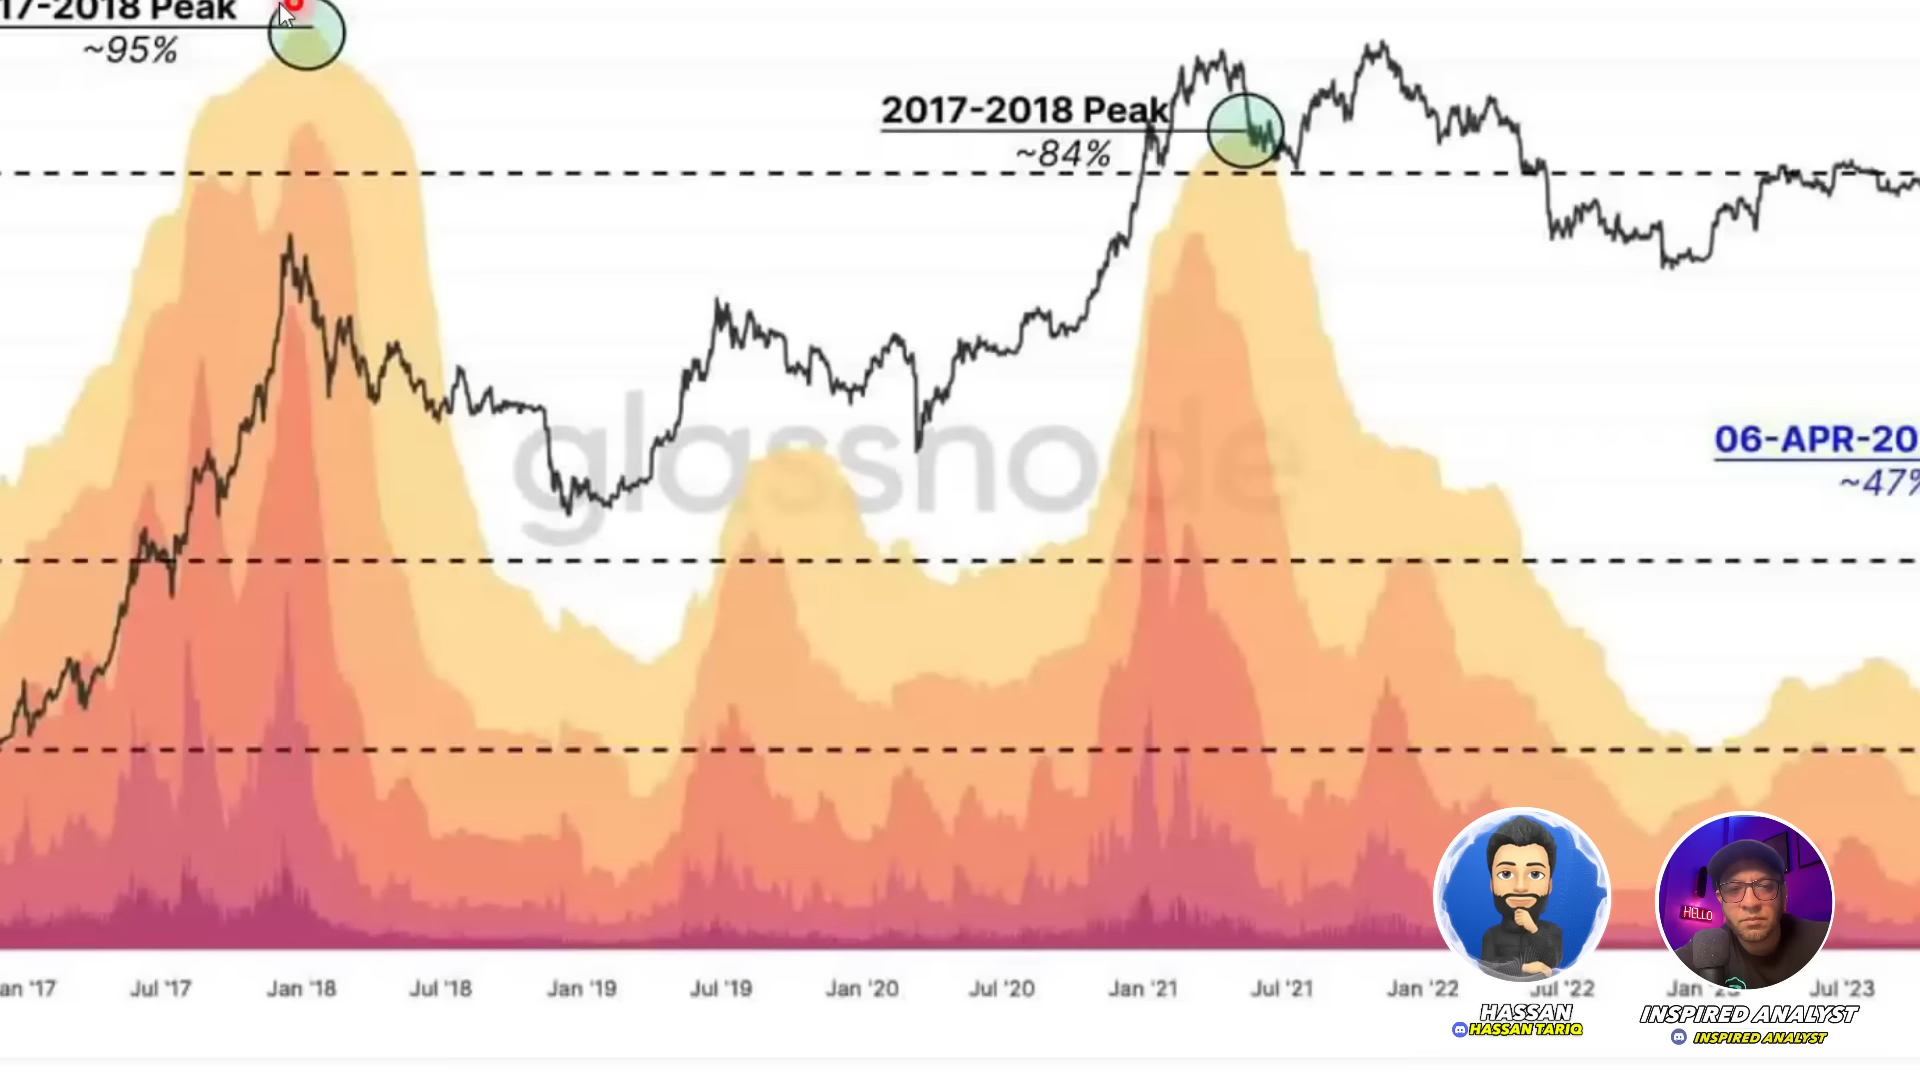 17-2018 Peak
~95%
2017-2018 Peak
~84%
glassnode
06-APR-20
~47%
an '17
Jul '17
Jan '18
Jul '18
Jan '19
Jul '19
Jan '20
Jul '20
Jan '21
Jul '21
Jan '22
Jul '22
Jan
Jul '23
HELLO
HASSAN
HASSAN TARIQ
INSPIRED ANALYST
INSPIRED ANALYST